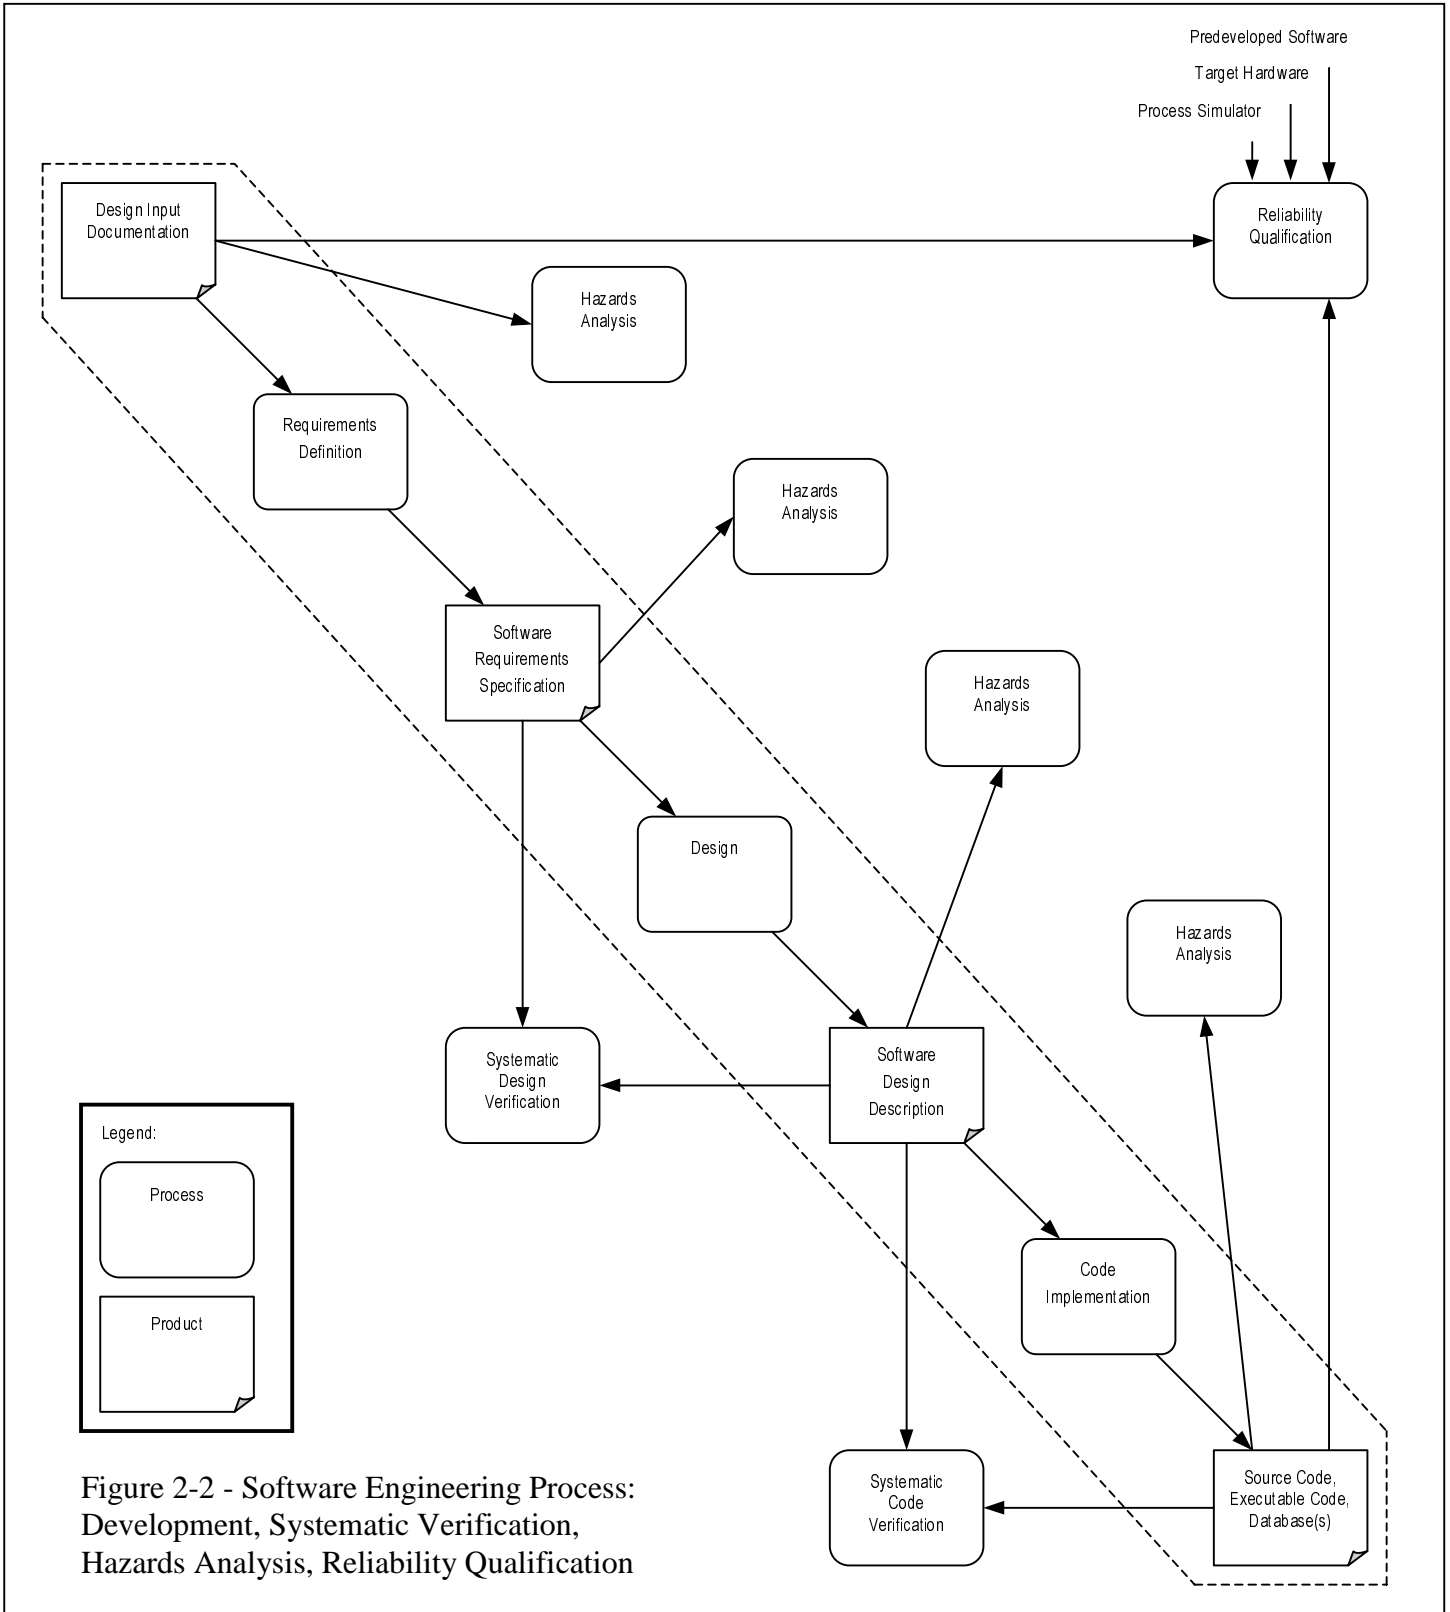 Predeveloped Software
Target Hardware
Process Simulator
Design Input
Documentation
Reliability
Qualification
Hazards
Analysis
Requirements
Definition
Hazards
Analysis
Software
Requirements
Specification
Hazards
Analysis
Design
Hazards
Analysis
Systematic
Design
Verification
Software
Design
Description
Legend:
Process
Product
Code
Implementation
Systematic
Code
Verification
Source Code,
Executable Code,
Database(s)
Figure 2-2 - Software Engineering Process:
Development, Systematic Verification,
Hazards Analysis, Reliability Qualification